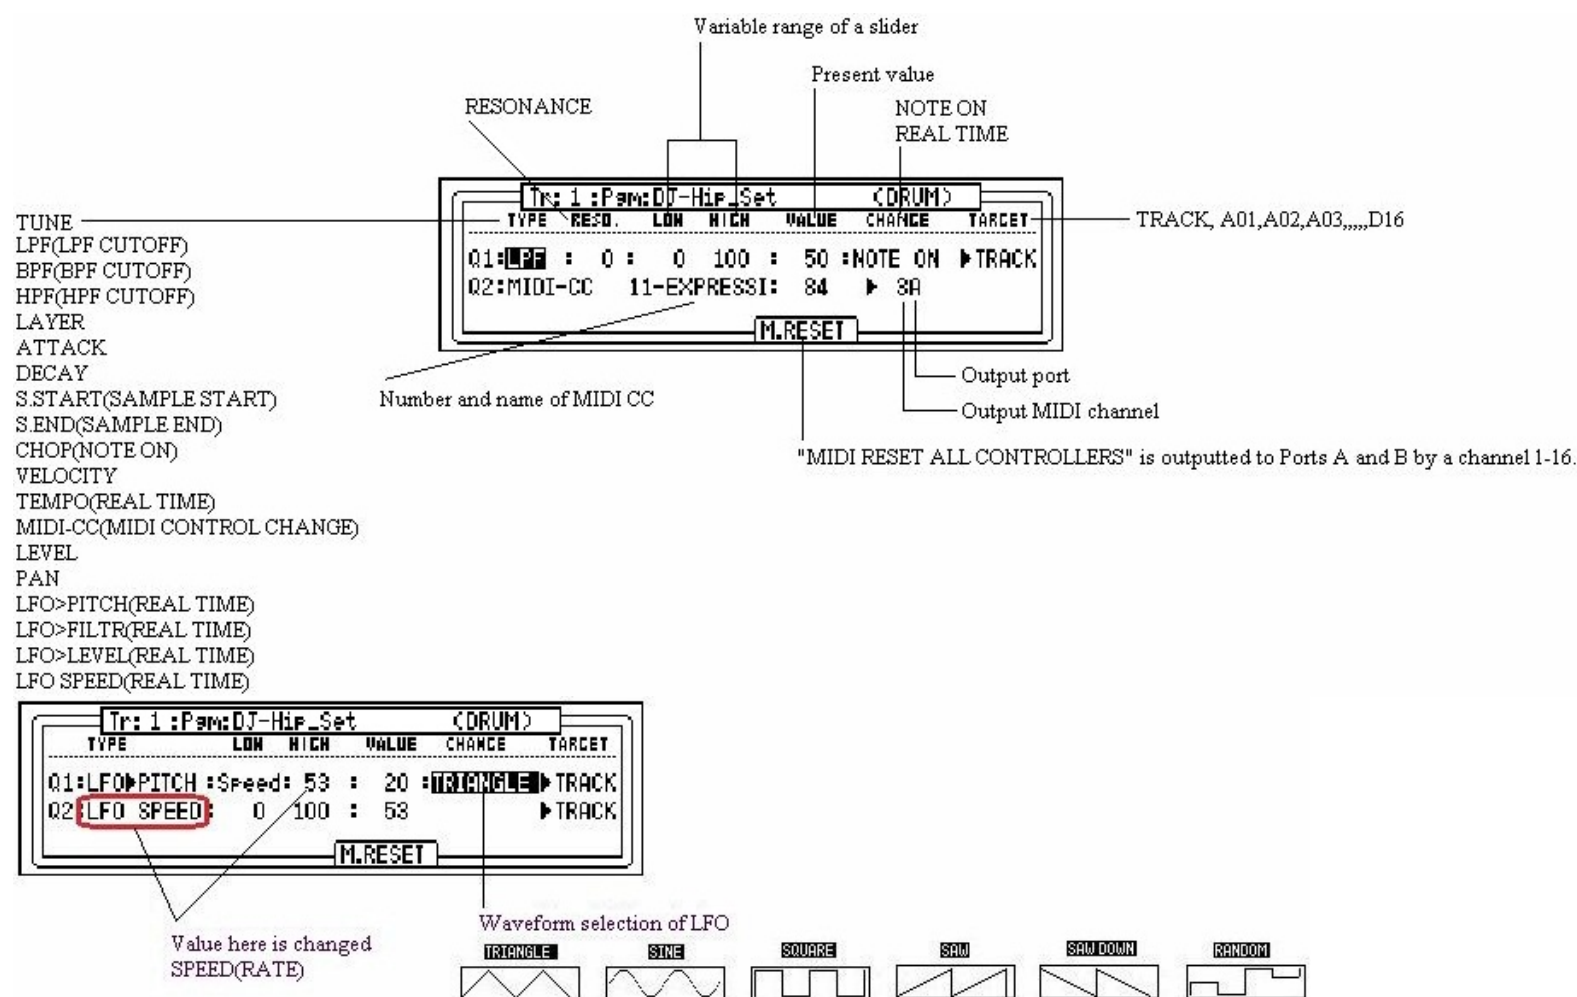 Variable range of a slider
Present value
RESONANCE
NOTE ON
REAL TIME
Tr: 1 :Pgm:DJ-Hip_Set (DRUM)
TYPE RESO. LOW HIGH VALUE CHANGE TARGET
Q1:LPF : 0 : 0 100 : 50 :NOTE ON ▶TRACK
Q2:MIDI-CC 11-EXPRESSI: 84 ▶ 3A
M.RESET
TRACK, A01,A02,A03,,,,,D16
Output port
Output MIDI channel
Number and name of MIDI CC
"MIDI RESET ALL CONTROLLERS" is outputted to Ports A and B by a channel 1-16.
TUNE
LPF(LPF CUTOFF)
BPF(BPF CUTOFF)
HPF(HPF CUTOFF)
LAYER
ATTACK
DECAY
S.START(SAMPLE START)
S.END(SAMPLE END)
CHOP(NOTE ON)
VELOCITY
TEMPO(REAL TIME)
MIDI-CC(MIDI CONTROL CHANGE)
LEVEL
PAN
LFO>PITCH(REAL TIME)
LFO>FILTR(REAL TIME)
LFO>LEVEL(REAL TIME)
LFO SPEED(REAL TIME)
Tr: 1 :Pgm:DJ-Hip_Set (DRUM)
TYPE LOW HIGH VALUE CHANGE TARGET
Q1:LFO▶PITCH :Speed: 53 : 20 :TRIANGLE ▶TRACK
Q2:LFO SPEED: 0 100 : 53 ▶TRACK
M.RESET
Value here is changed
SPEED(RATE)
Waveform selection of LFO
TRIANGLE SINE SQUARE SAW SAW DOWN RANDOM